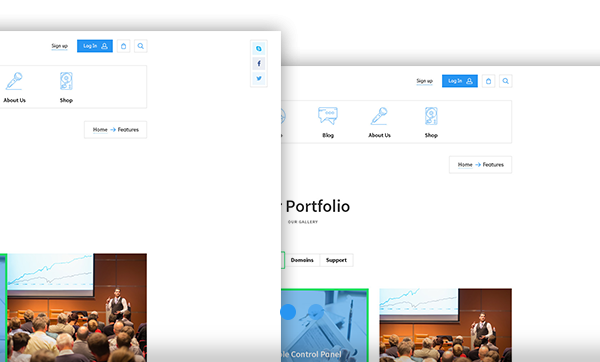 Sign up
Log In
About Us
Shop
Home → Features
Sign up
Log In
Blog
About Us
Shop
Home → Features
Portfolio
OUR GALLERY
Domains
Support
Control Panel